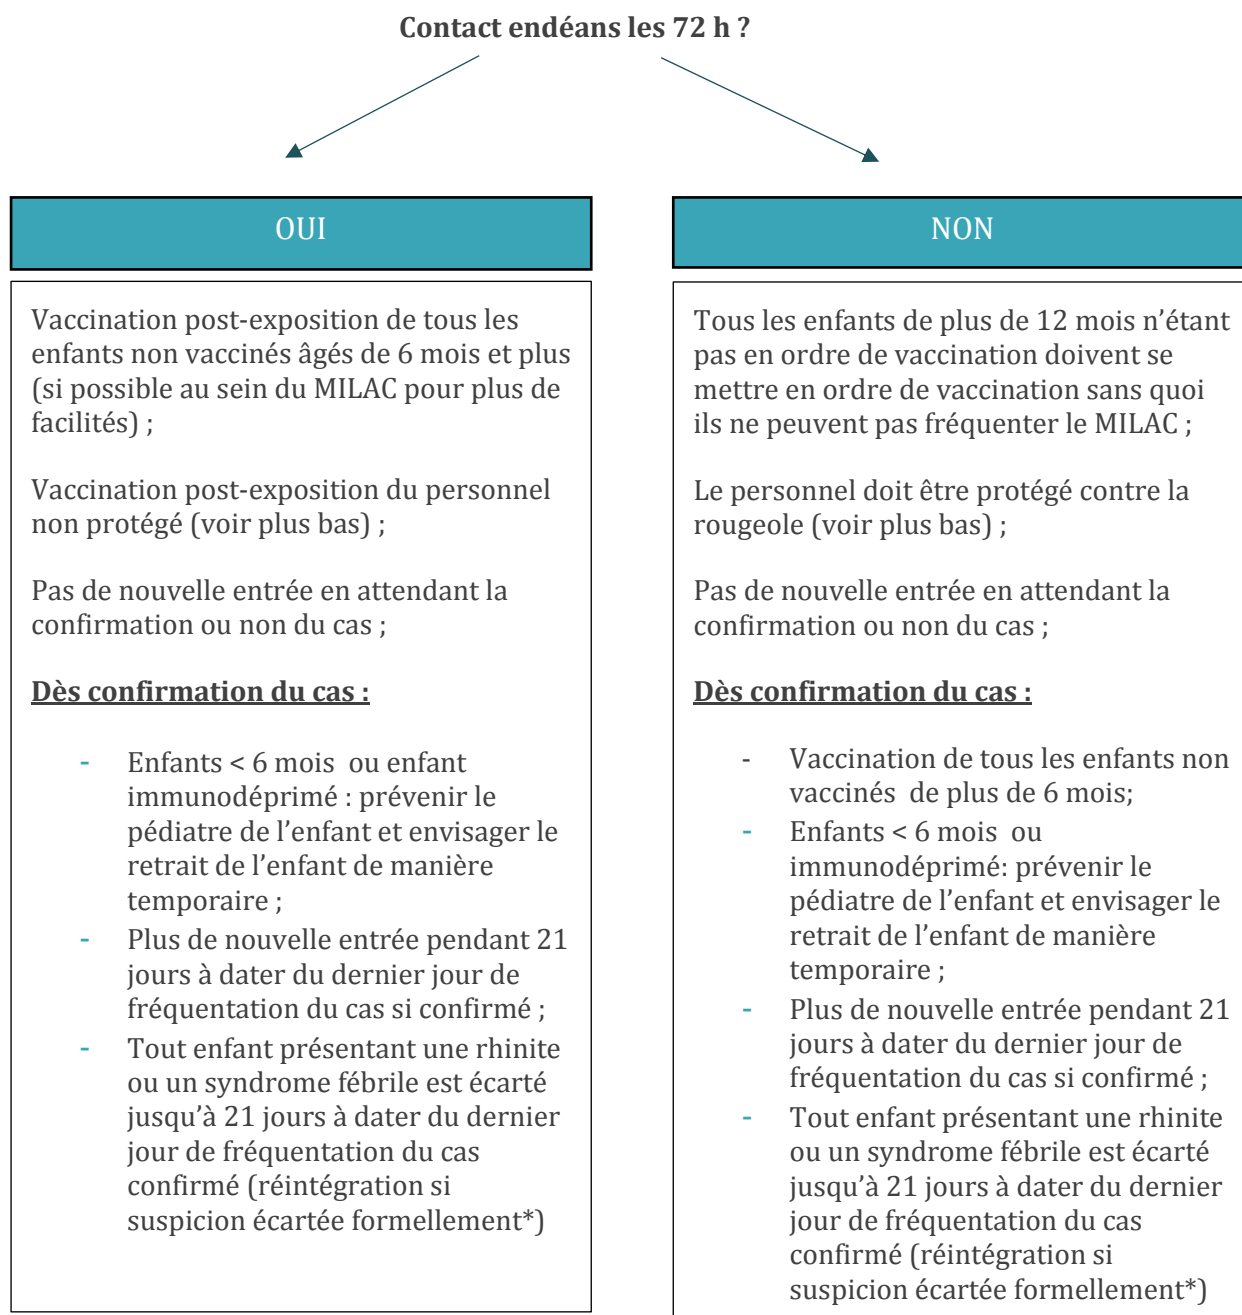 Contact endéans les 72 h ?
OUI
Vaccination post-exposition de tous les
enfants non vaccinés âgés de 6 mois et plus
(si possible au sein du MILAC pour plus de
facilités) ;
Vaccination post-exposition du personnel
non protégé (voir plus bas) ;
Pas de nouvelle entrée en attendant la
confirmation ou non du cas ;
Dès confirmation du cas :
- Enfants < 6 mois ou enfant
immunodéprimé : prévenir le
pédiatre de l’enfant et envisager le
retrait de l’enfant de manière
temporaire ;
- Plus de nouvelle entrée pendant 21
jours à dater du dernier jour de
fréquentation du cas si confirmé ;
- Tout enfant présentant une rhinite
ou un syndrome fébrile est écarté
jusqu’à 21 jours à dater du dernier
jour de fréquentation du cas
confirmé (réintégration si
suspicion écartée formellement*)
NON
Tous les enfants de plus de 12 mois n’étant
pas en ordre de vaccination doivent se
mettre en ordre de vaccination sans quoi
ils ne peuvent pas fréquenter le MILAC ;
Le personnel doit être protégé contre la
rougeole (voir plus bas) ;
Pas de nouvelle entrée en attendant la
confirmation ou non du cas ;
Dès confirmation du cas :
- Vaccination de tous les enfants non
vaccinés de plus de 6 mois;
- Enfants < 6 mois ou
immunodéprimé: prévenir le
pédiatre de l’enfant et envisager le
retrait de l’enfant de manière
temporaire ;
- Plus de nouvelle entrée pendant 21
jours à dater du dernier jour de
fréquentation du cas si confirmé ;
- Tout enfant présentant une rhinite
ou un syndrome fébrile est écarté
jusqu’à 21 jours à dater du dernier
jour de fréquentation du cas
confirmé (réintégration si
suspicion écartée formellement*)